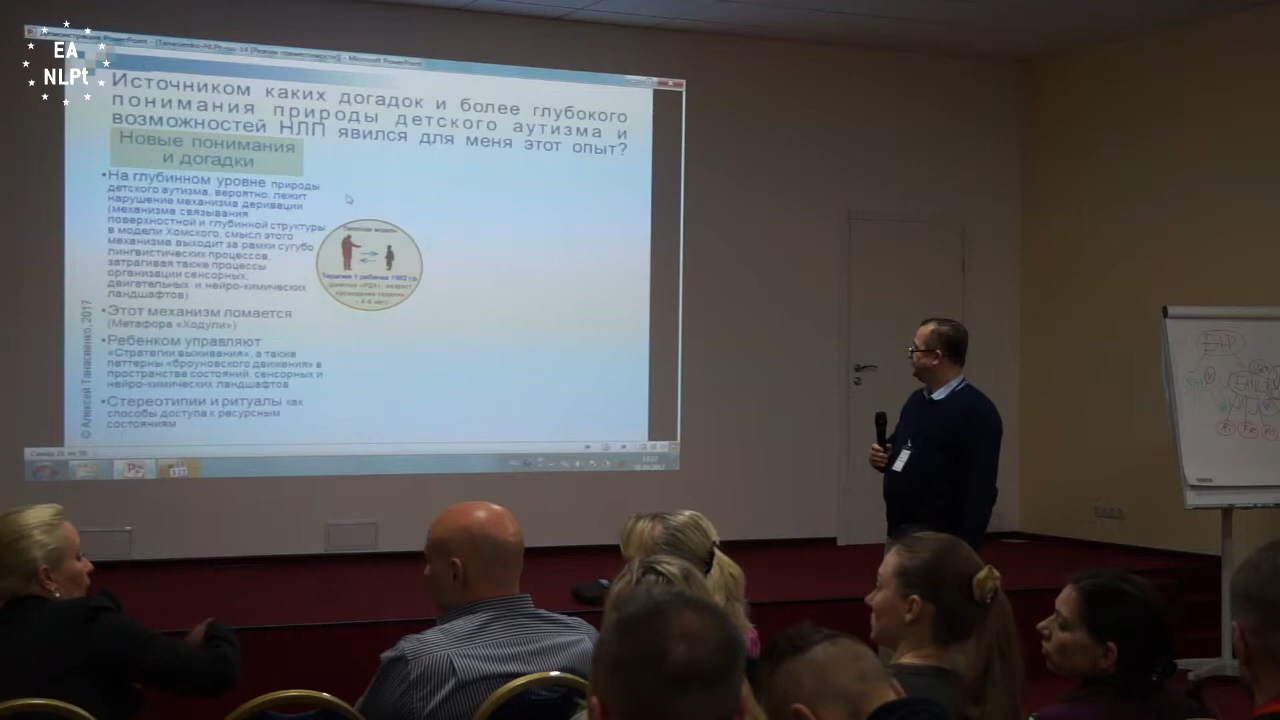 EA
NLPt
Источником каких догадок и более глубокого
понимания природы детского аутизма и
возможностей НЛП явился для меня этот опыт?
Новые понимания
и догадки
•На глубинном уровне природы
детского аутизма, вероятно, лежит
нарушение механизма деривации
(механизма связывания
поверхностной и глубинной структуры
в модели Хомского, смысл этого
механизма выходит за рамки сугубо
лингвистических процессов,
затрагивая также процессы
организации сенсорных,
двигательных и нейро-химических
ландшафтов)
•Этот механизм ломается
(Метафора «Ходули»)
•Ребенком управляют
«Стратегии выживания», а также
паттерны «броуновского движения» в
пространстве состояний, сенсорных и
нейро-химических ландшафтов
•Стереотипии и ритуалы как
способы доступа к ресурсным
состояниям
© Алексей Танасиенко, 2017
Терапия 1 ребенка 1992 г.р.